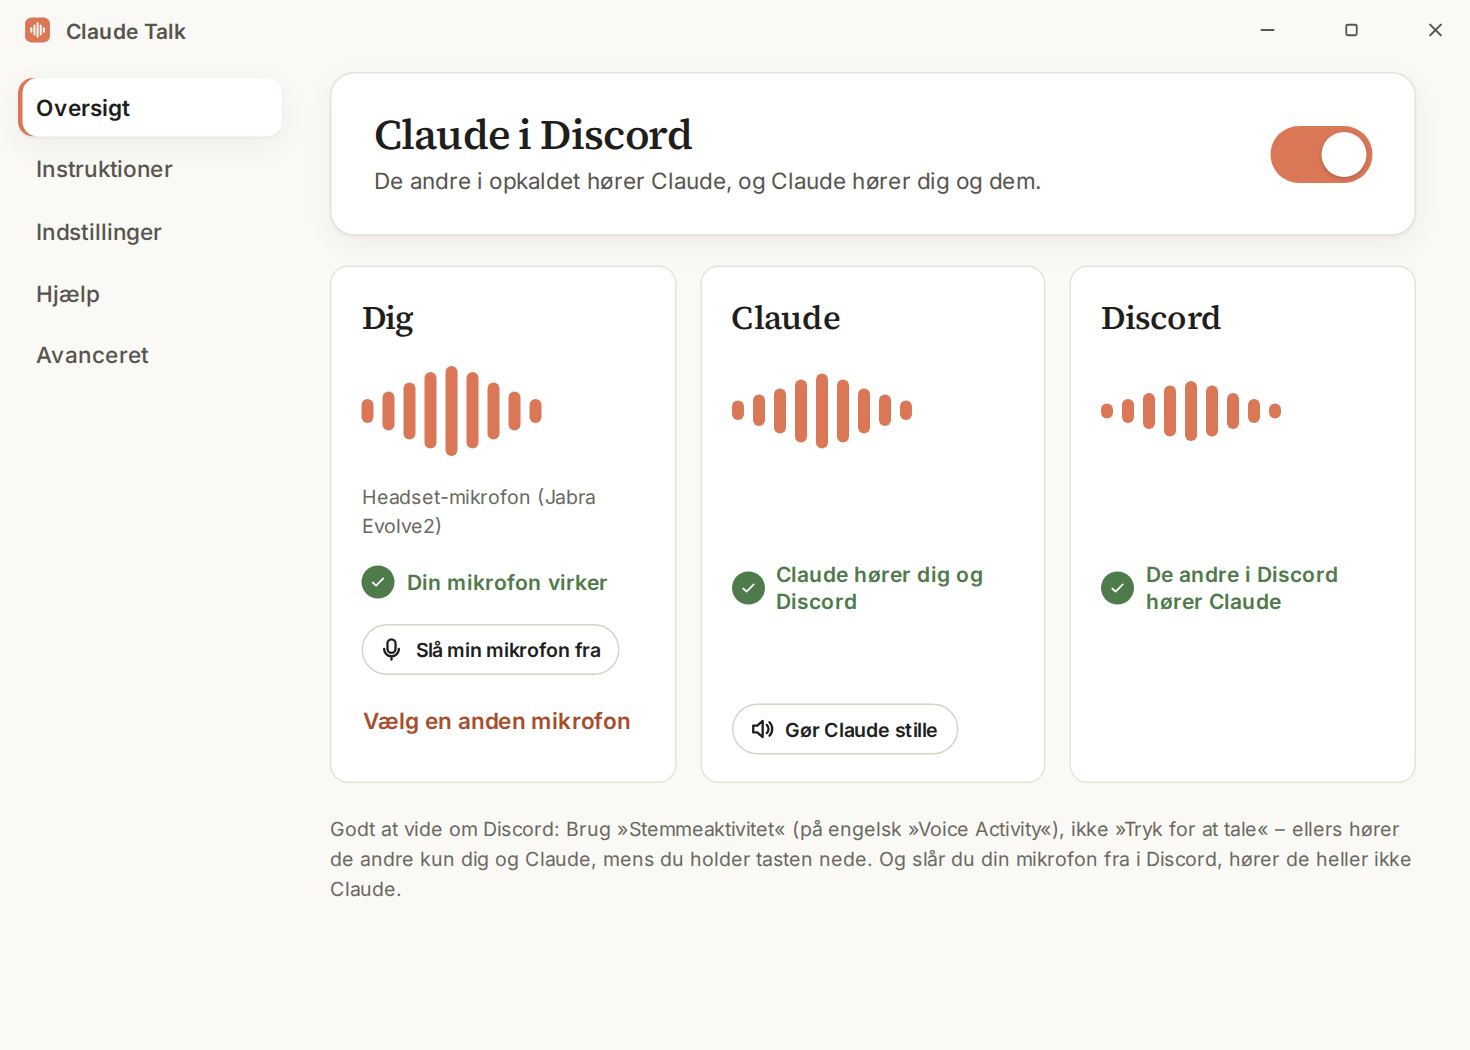 Claude Talk
Oversigt
Instruktioner
Indstillinger
Hjælp
Avanceret
Claude i Discord
De andre i opkaldet hører Claude, og Claude hører dig og dem.
Dig
Headset-mikrofon (Jabra
Evolve2)
Din mikrofon virker
Slå min mikrofon fra
Vælg en anden mikrofon
Claude
Claude hører dig og
Discord
Gør Claude stille
Discord
De andre i Discord
hører Claude
Godt at vide om Discord: Brug »Stemmeaktivitet« (på engelsk »Voice Activity«), ikke »Tryk for at tale« – ellers hører
de andre kun dig og Claude, mens du holder tasten nede. Og slår du din mikrofon fra i Discord, hører de heller ikke
Claude.